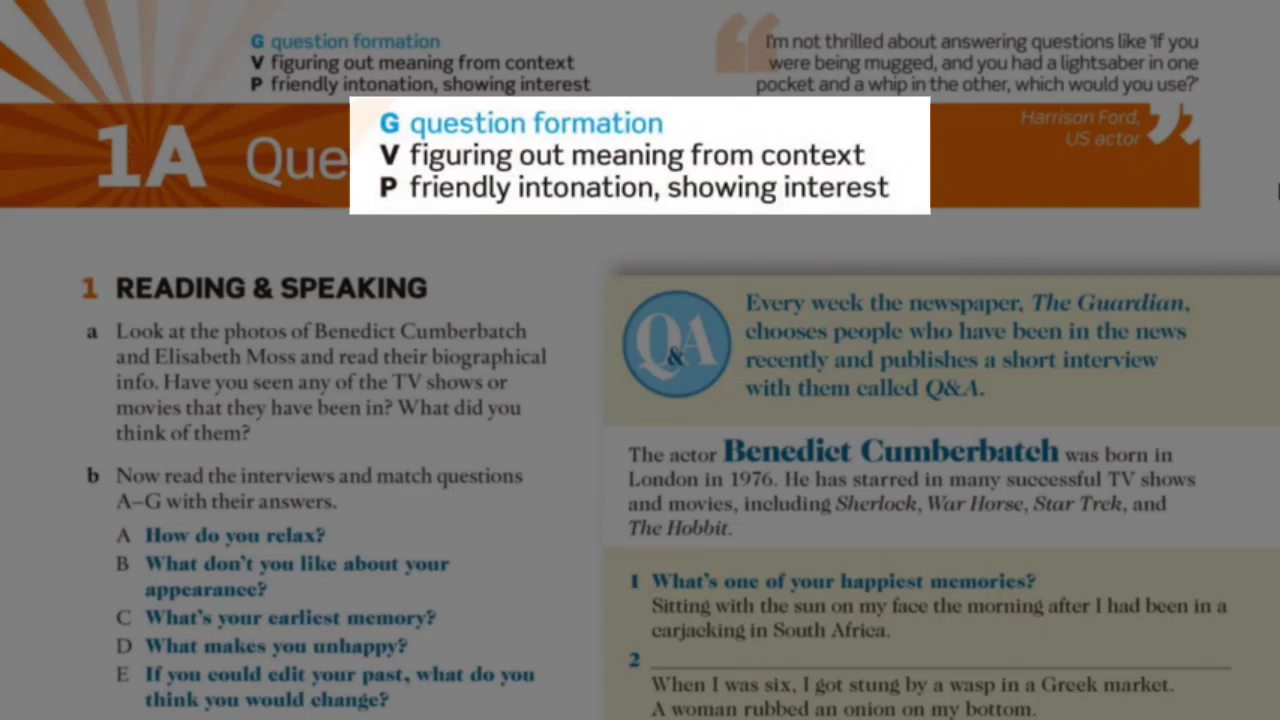 G question formation
V figuring out meaning from context
P friendly intonation, showing interest
I'm not thrilled about answering questions like 'If you
were being mugged, and you had a lightsaber in one
pocket and a whip in the other, which would you use?'
Harrison Ford,
US actor
1A Que
G question formation
V figuring out meaning from context
P friendly intonation, showing interest
1 READING & SPEAKING
a Look at the photos of Benedict Cumberbatch
and Elisabeth Moss and read their biographical
info. Have you seen any of the TV shows or
movies that they have been in? What did you
think of them?
b Now read the interviews and match questions
A–G with their answers.
A How do you relax?
B What don't you like about your
appearance?
C What's your earliest memory?
D What makes you unhappy?
E If you could edit your past, what do you
think you would change?
Q&A
Every week the newspaper, The Guardian,
chooses people who have been in the news
recently and publishes a short interview
with them called Q&A.
The actor Benedict Cumberbatch was born in
London in 1976. He has starred in many successful TV shows
and movies, including Sherlock, War Horse, Star Trek, and
The Hobbit.
1 What's one of your happiest memories?
Sitting with the sun on my face the morning after I had been in a
carjacking in South Africa.
2
When I was six, I got stung by a wasp in a Greek market.
A woman rubbed an onion on my bottom.